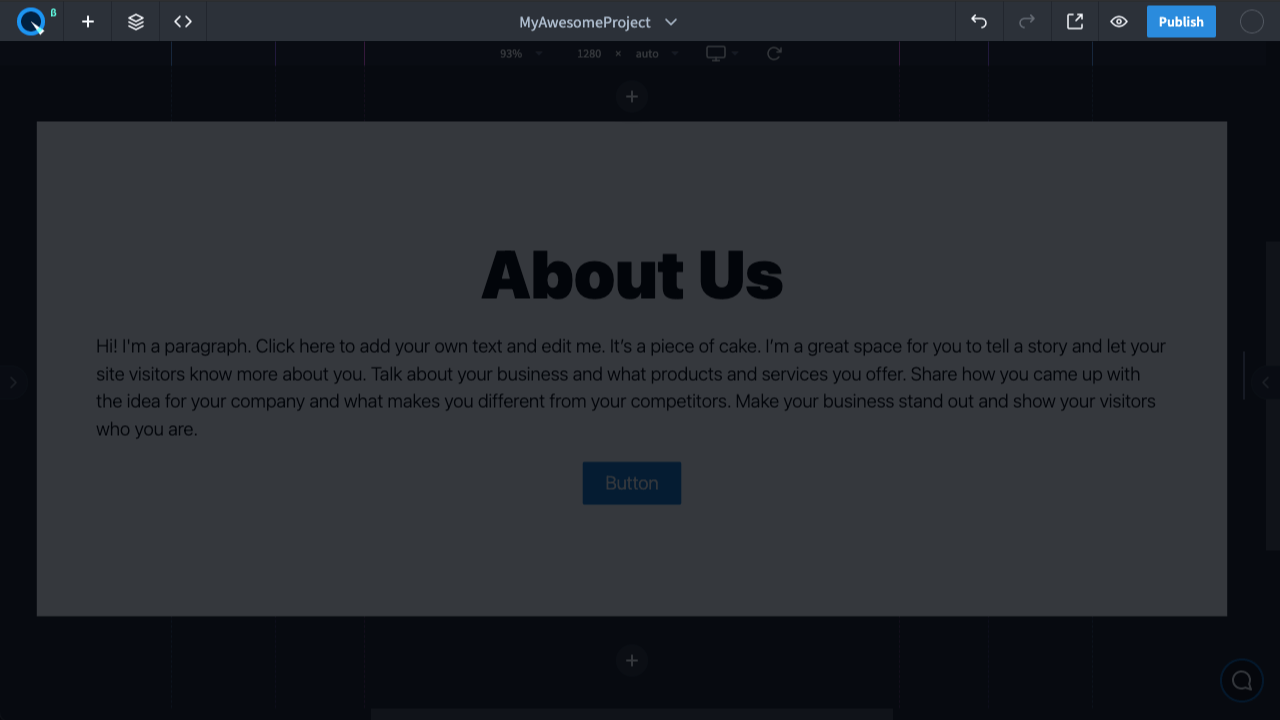 β
MyAwesomeProject
Publish
93% 1280 × auto
About Us
Hi! I'm a paragraph. Click here to add your own text and edit me. It’s a piece of cake. I’m a great space for you to tell a story and let your
site visitors know more about you. Talk about your business and what products and services you offer. Share how you came up with
the idea for your company and what makes you different from your competitors. Make your business stand out and show your visitors
who you are.
Button